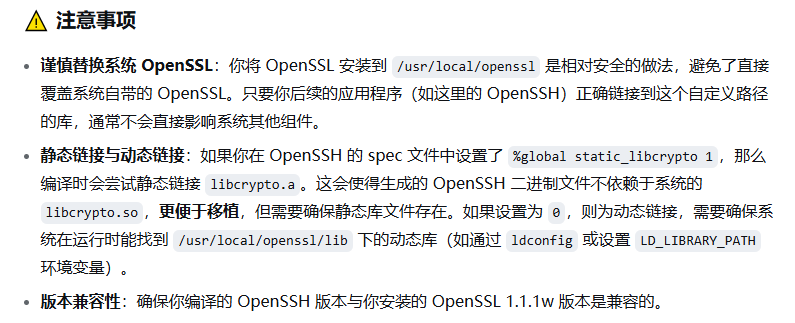 ⚠️ 注意事项
• 谨慎替换系统 OpenSSL：你将 OpenSSL 安装到 /usr/local/openssl 是相对安全的做法，避免了直接
覆盖系统自带的 OpenSSL。只要你后续的应用程序（如这里的 OpenSSH）正确链接到这个自定义路径
的库，通常不会直接影响系统其他组件。
• 静态链接与动态链接：如果你在 OpenSSH 的 spec 文件中设置了 %global static_libcrypto 1，那么
编译时会尝试静态链接 libcrypto.a。这会使得生成的 OpenSSH 二进制文件不依赖于系统的
libcrypto.so，更便于移植，但需要确保静态库文件存在。如果设置为 0，则为动态链接，需要确保系
统在运行时能找到 /usr/local/openssl/lib 下的动态库（如通过 ldconfig 或设置 LD_LIBRARY_PATH
环境变量）。
• 版本兼容性：确保你编译的 OpenSSH 版本与你安装的 OpenSSL 1.1.1w 版本是兼容的。